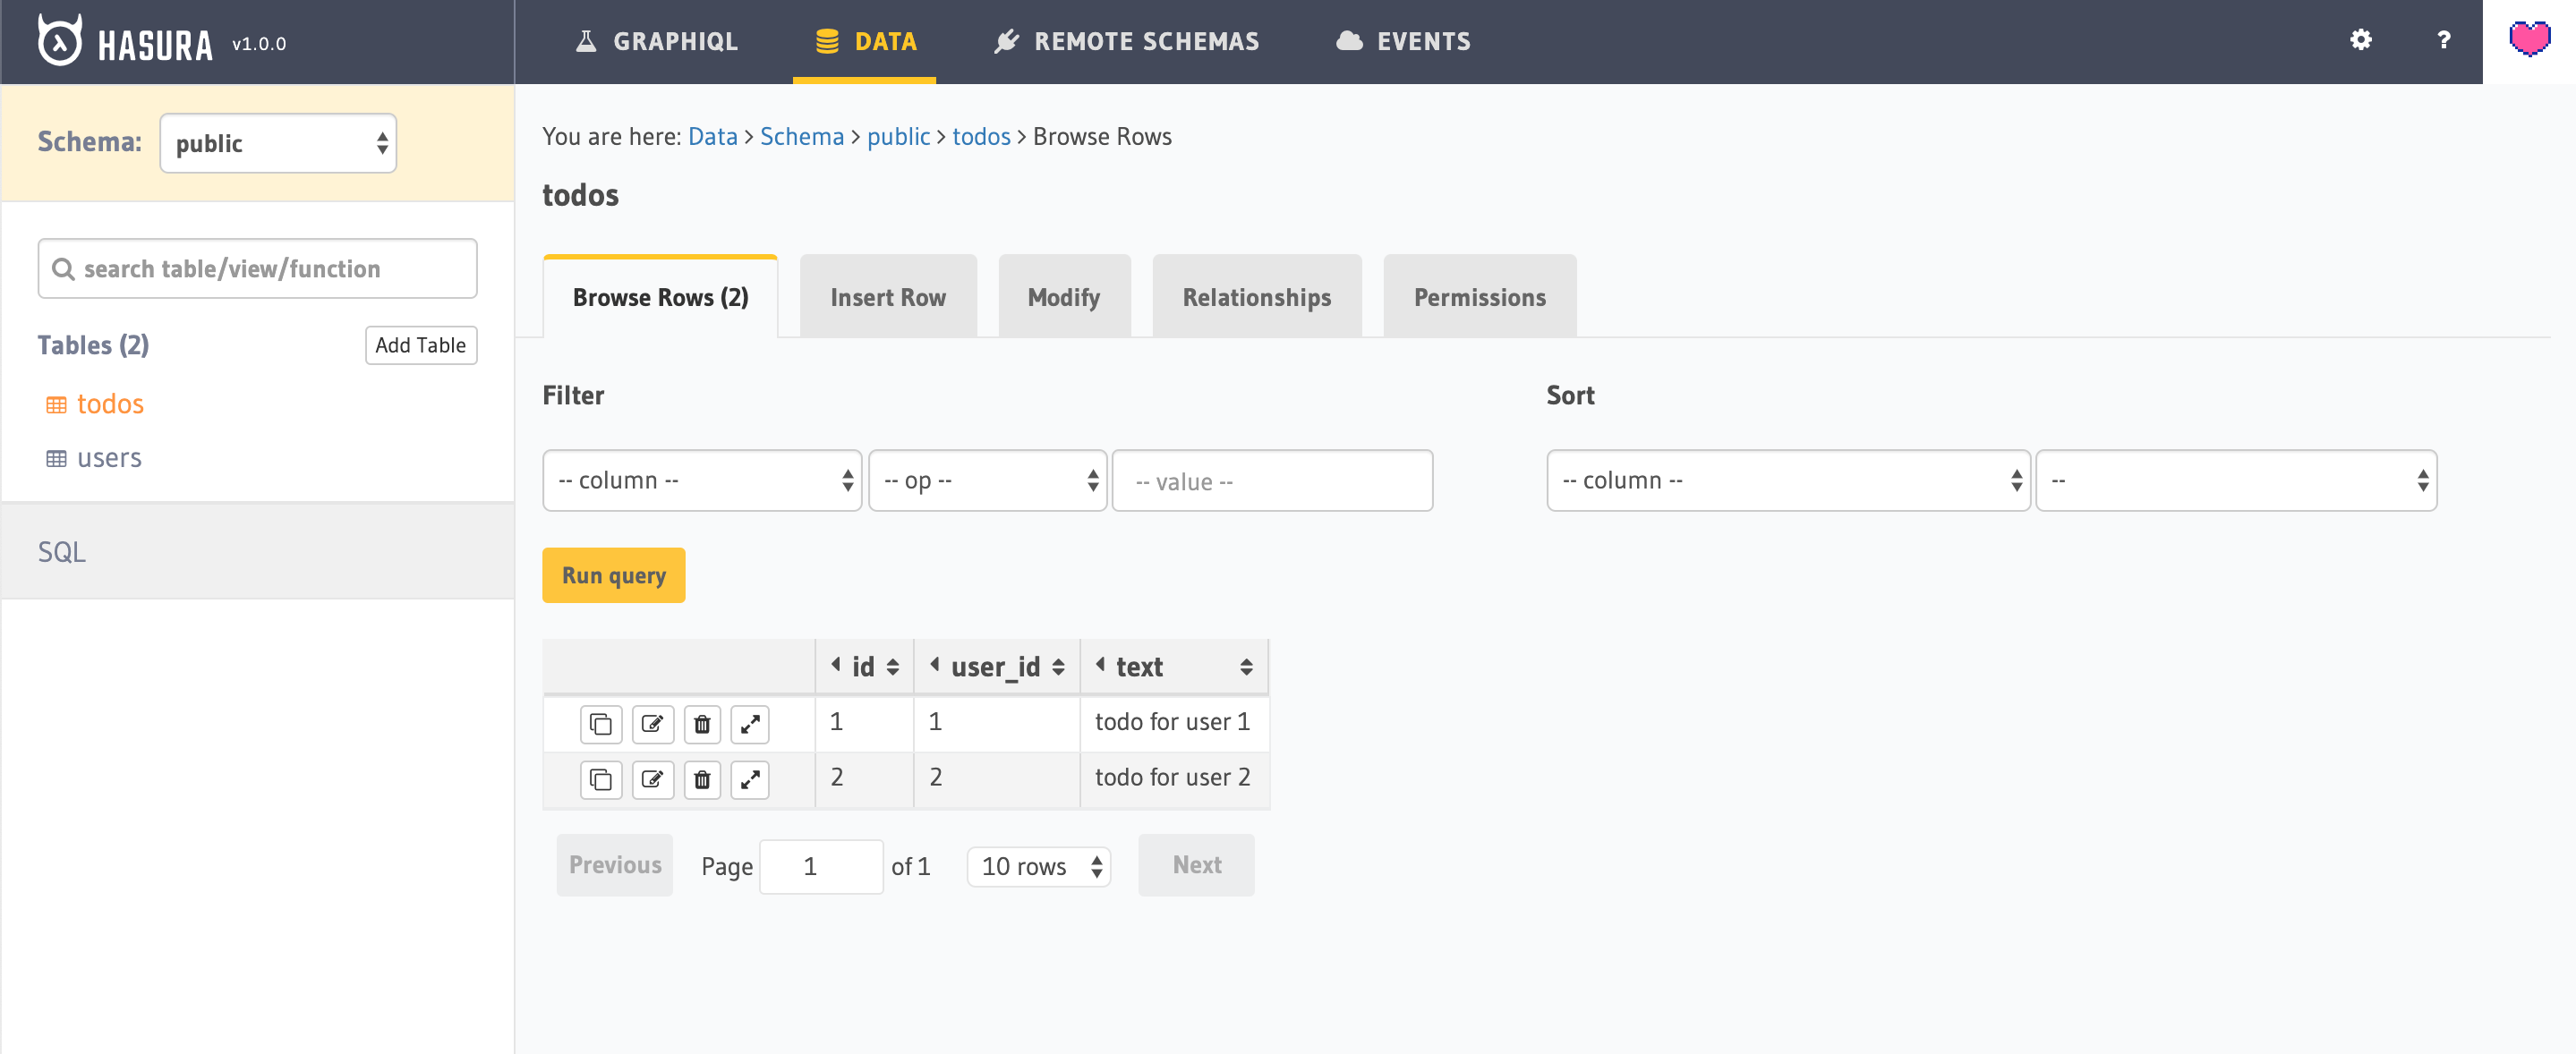 HASURA v1.0.0
GRAPHIQL DATA REMOTE SCHEMAS EVENTS ?
Schema: public
search table/view/function
Tables (2) Add Table
todos
users
SQL
You are here: Data > Schema > public > todos > Browse Rows
todos
Browse Rows (2) Insert Row Modify Relationships Permissions
Filter Sort
-- column -- -- op -- -- value -- -- column -- --
Run query
id user_id text
1 1 todo for user 1
2 2 todo for user 2
Previous Page 1 of 1 10 rows Next